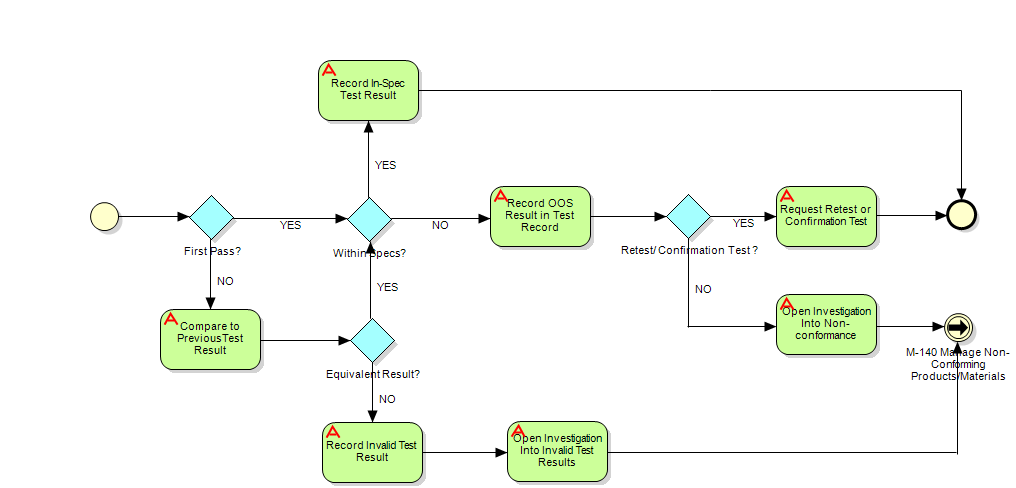 Record In-Spec
Test Result
YES
First Pass?
YES
Within Specs?
NO
Record OOS
Result in Test
Record
Retest/Confirmation Test?
YES
Request Retest or
Confirmation Test
NO
Compare to
Previous Test
Result
YES
Equivalent Result?
NO
NO
Open Investigation
Into Non-
conformance
M-140 Manage Non-
Conforming
Products/Materials
Record Invalid Test
Result
Open Investigation
Into Invalid Test
Results